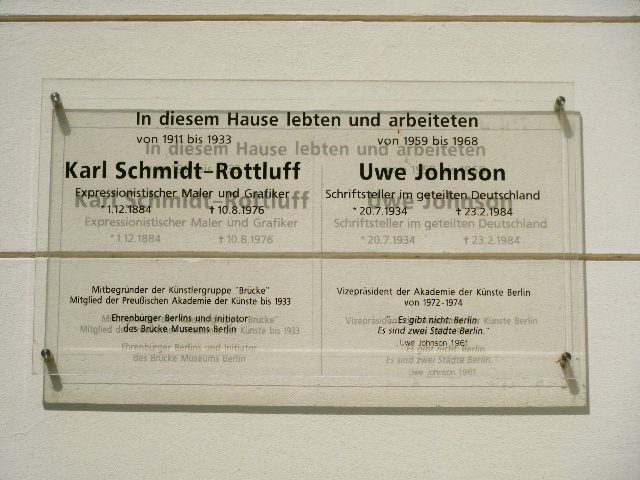 In diesem Hause lebten und arbeiteten
von 1911 bis 1933
Karl Schmidt-Rottluff
Expressionistischer Maler und Grafiker
*1.12.1884 †10.8.1976
Mitbegründer der Künstlergruppe "Brücke"
Mitglied der Preußischen Akademie der Künste bis 1933
Ehrenbürger Berlins und Initiator
des Brücke Museums Berlin
von 1959 bis 1968
Uwe Johnson
Schriftsteller im geteilten Deutschland
*20.7.1934 †23.2.1984
Vizepräsident der Akademie der Künste Berlin
von 1972-1974
"...Es gibt nicht: Berlin.
Es sind zwei Städte Berlin."
Uwe Johnson 1961